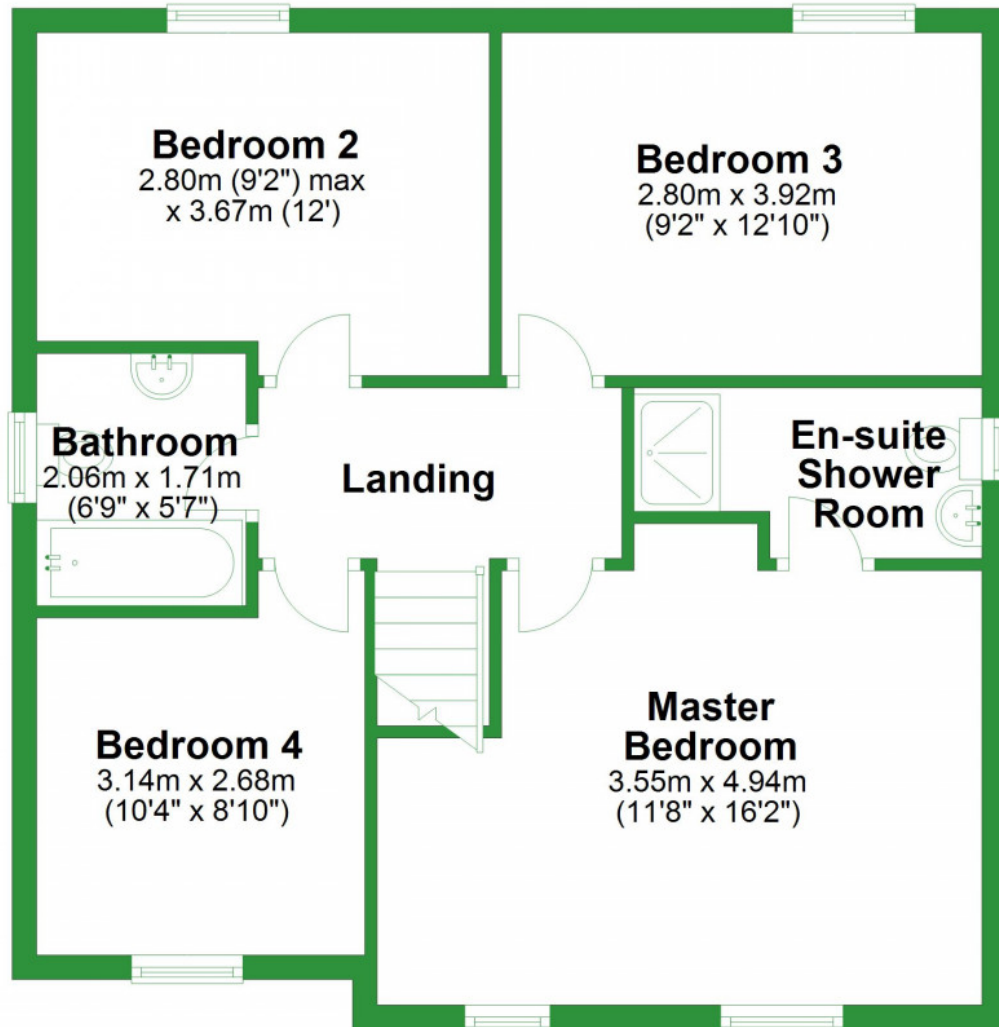 Bedroom 2
2.80m (9'2") max
x 3.67m (12')
Bedroom 3
2.80m x 3.92m
(9'2" x 12'10")
Bathroom
2.06m x 1.71m
(6'9" x 5'7")
Landing
En-suite
Shower
Room
Bedroom 4
3.14m x 2.68m
(10'4" x 8'10")
Master
Bedroom
3.55m x 4.94m
(11'8" x 16'2")